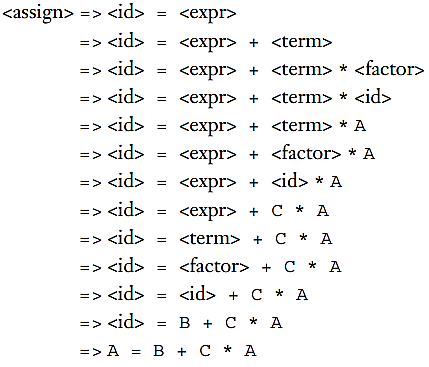 <assign> => <id> = <expr>
=> <id> = <expr> + <term>
=> <id> = <expr> + <term> * <factor>
=> <id> = <expr> + <term> * <id>
=> <id> = <expr> + <term> * A
=> <id> = <expr> + <factor> * A
=> <id> = <expr> + <id> * A
=> <id> = <expr> + C * A
=> <id> = <term> + C * A
=> <id> = <factor> + C * A
=> <id> = <id> + C * A
=> <id> = B + C * A
=> A = B + C * A